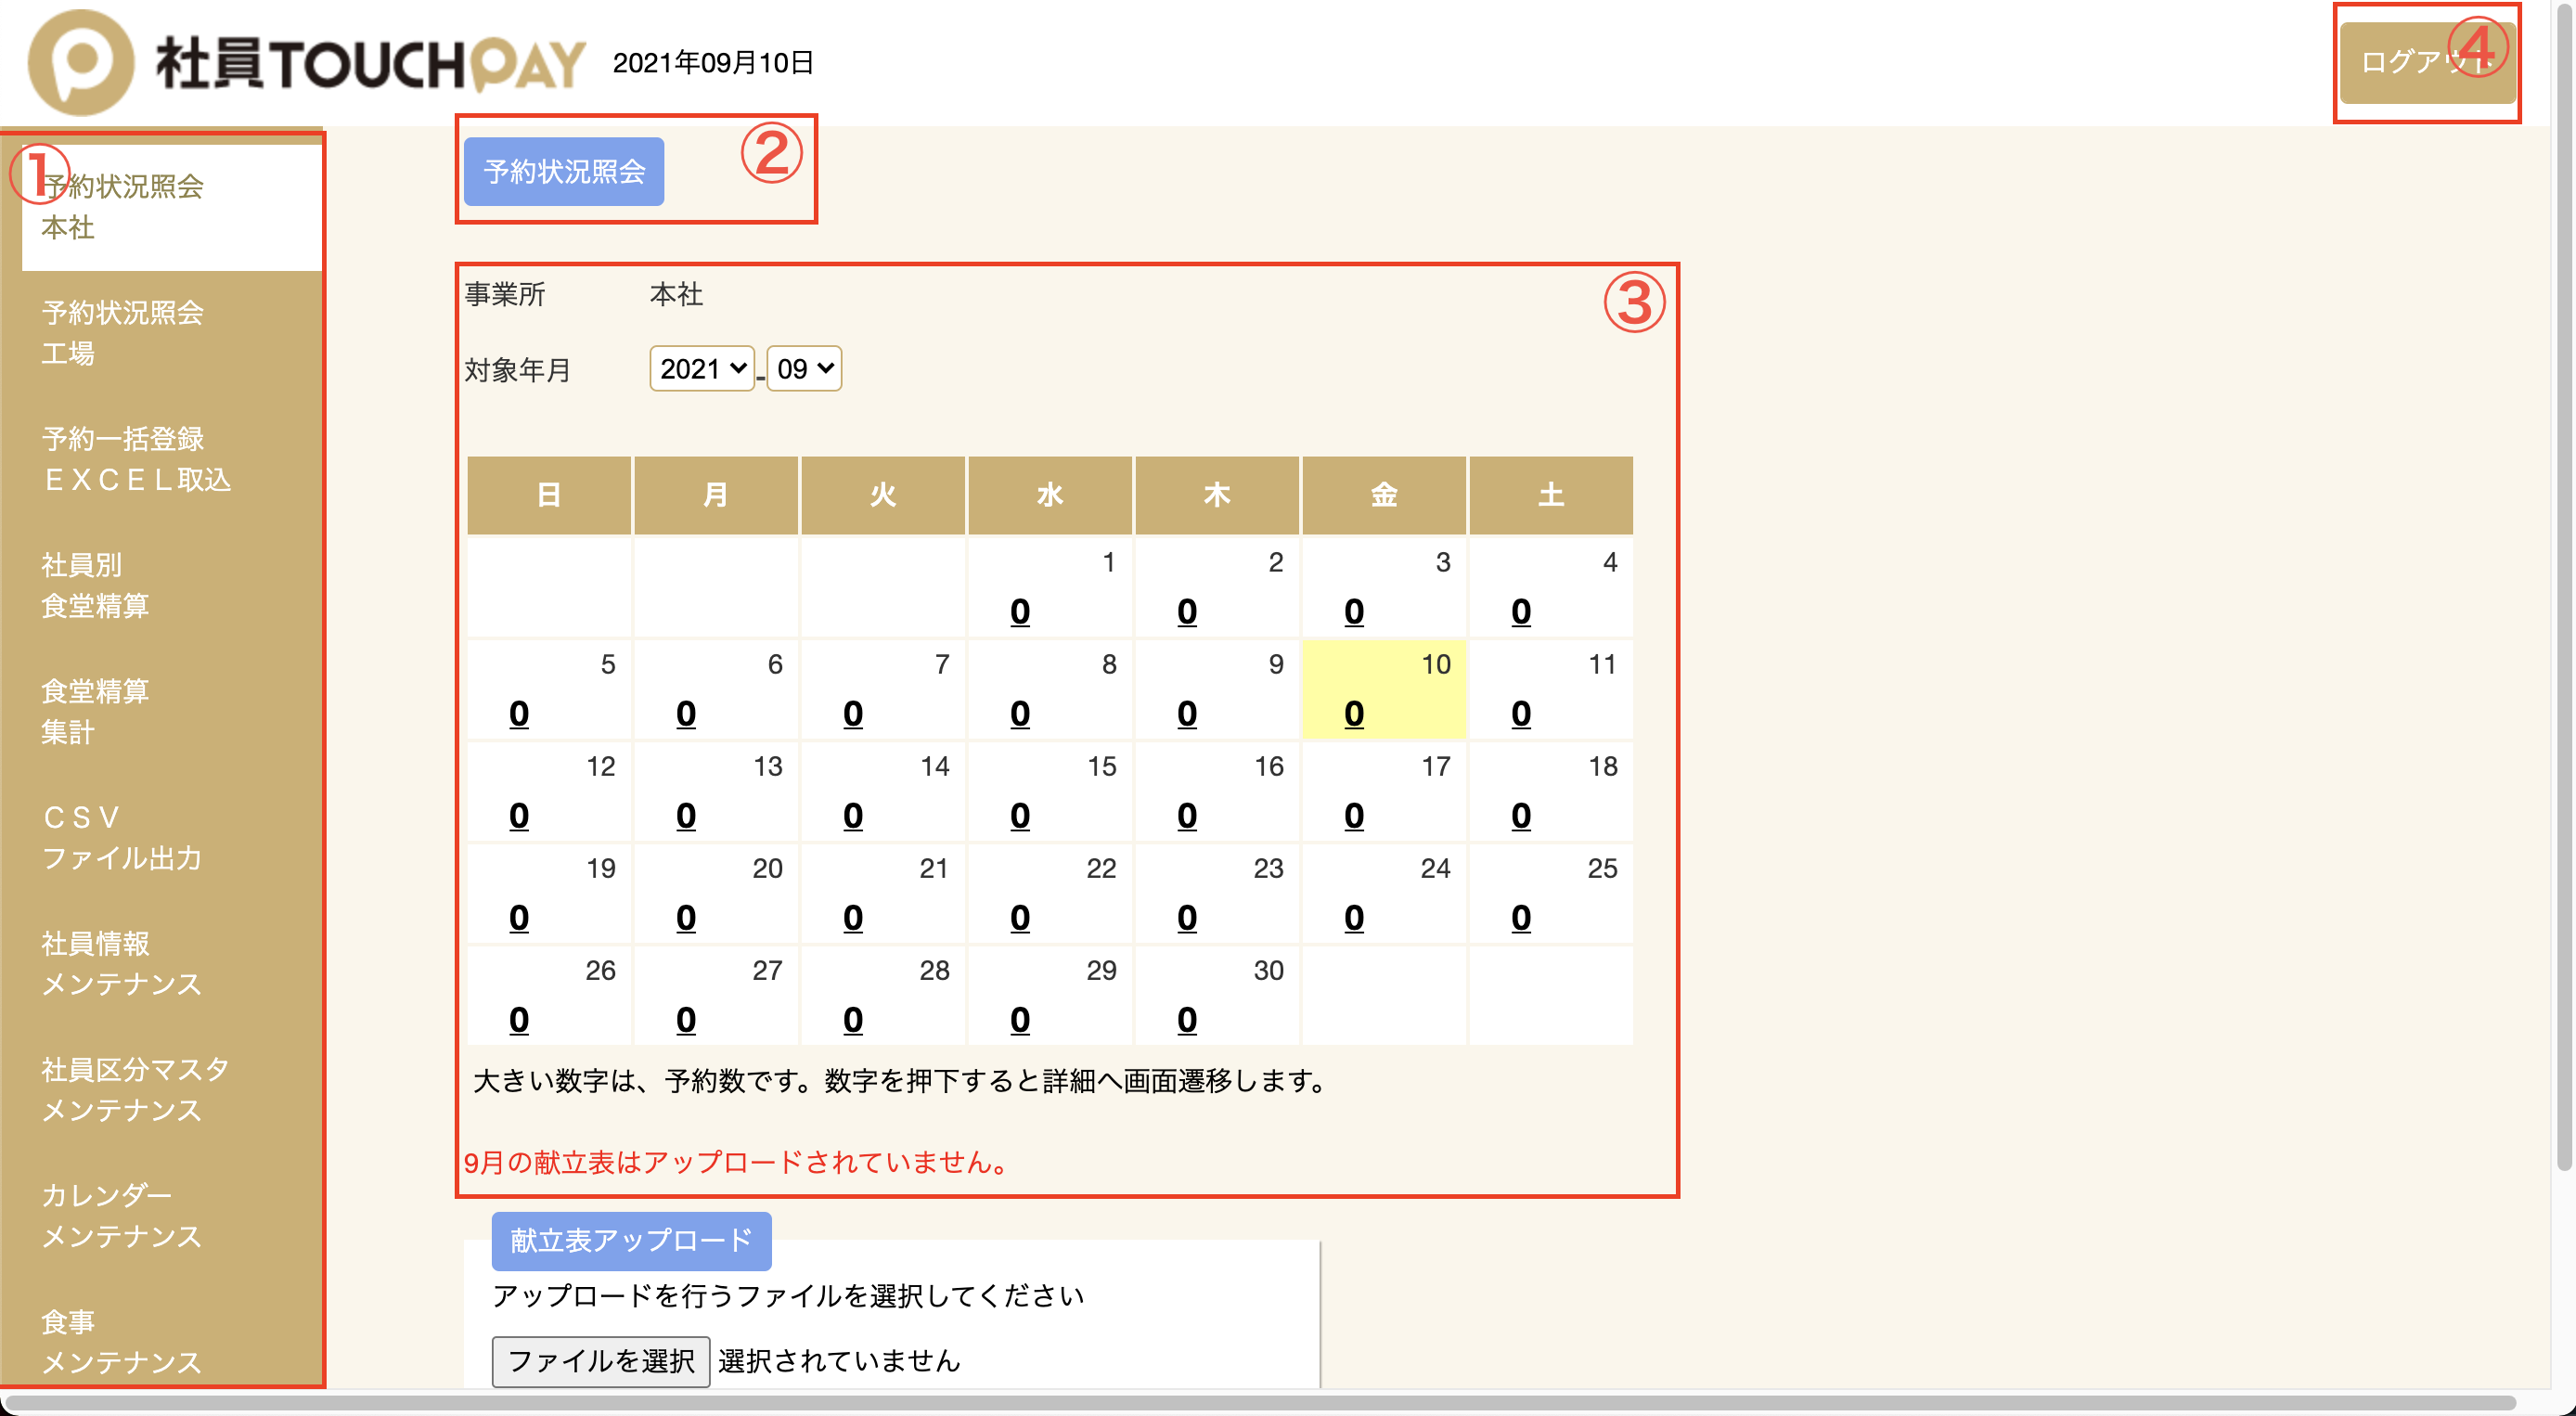 社員TOUCHPAY 2021年09月10日
ログアウト ④
①
予約状況照会
本社
予約状況照会
工場
予約一括登録
ＥＸＣＥＬ取込
社員別
食堂精算
食堂精算
集計
ＣＳＶ
ファイル出力
社員情報
メンテナンス
社員区分マスタ
メンテナンス
カレンダー
メンテナンス
食事
メンテナンス
予約状況照会 ②
③
事業所 本社
対象年月 2021 - 09
日 月 火 水 木 金 土
1 2 3 4
0 0 0 0
5 6 7 8 9 10 11
0 0 0 0 0 0 0
12 13 14 15 16 17 18
0 0 0 0 0 0 0
19 20 21 22 23 24 25
0 0 0 0 0 0 0
26 27 28 29 30
0 0 0 0 0
大きい数字は、予約数です。数字を押下すると詳細へ画面遷移します。
9月の献立表はアップロードされていません。
献立表アップロード
アップロードを行うファイルを選択してください
ファイルを選択 選択されていません